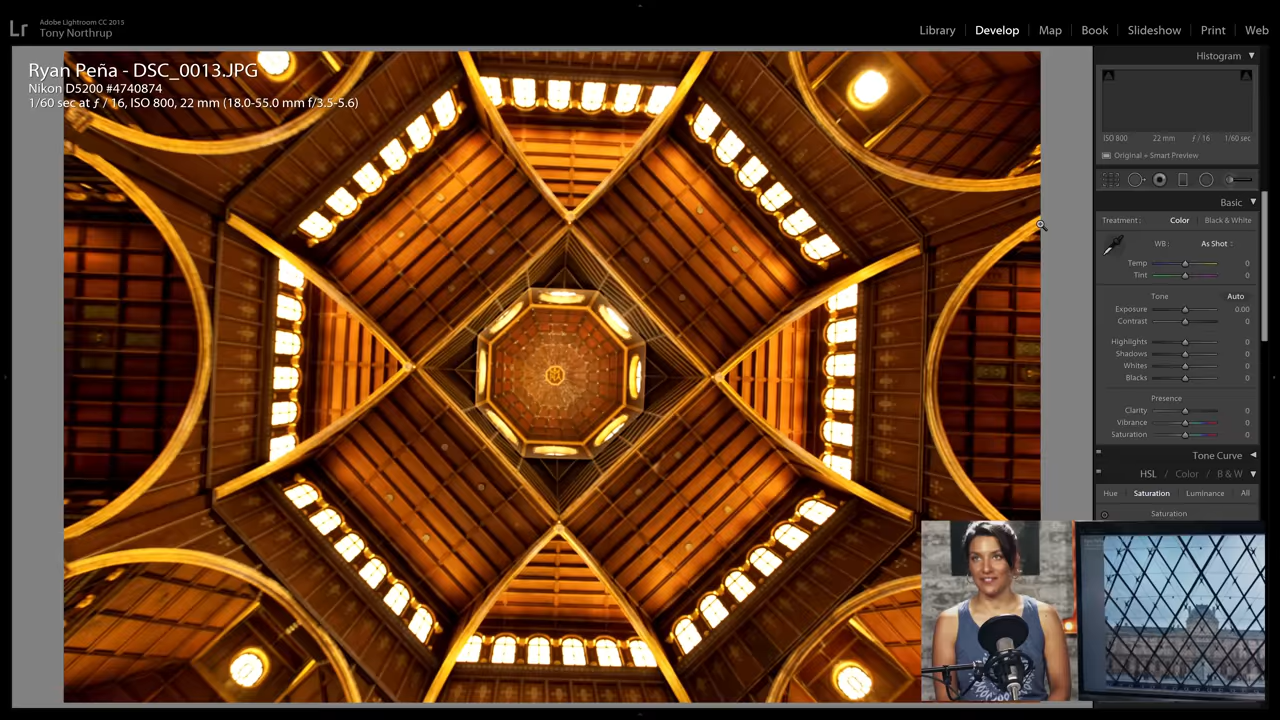 Lr
Adobe Lightroom CC 2015
Tony Northrup
Library
Develop
Map
Book
Slideshow
Print
Web
Ryan Peña - DSC_0013.JPG
Nikon D5200 #4740874
1/60 sec at ƒ / 16, ISO 800, 22 mm (18.0-55.0 mm f/3.5-5.6)
Histogram
ISO 800 22 mm ƒ / 16 1/60 sec
Original + Smart Preview
Basic
Treatment : Color Black & White
WB : As Shot
Temp 0
Tint 0
Tone Auto
Exposure 0.00
Contrast 0
Highlights 0
Shadows 0
Whites 0
Blacks 0
Presence
Clarity 0
Vibrance 0
Saturation 0
Tone Curve
HSL / Color / B & W
Hue Saturation Luminance All
Saturation